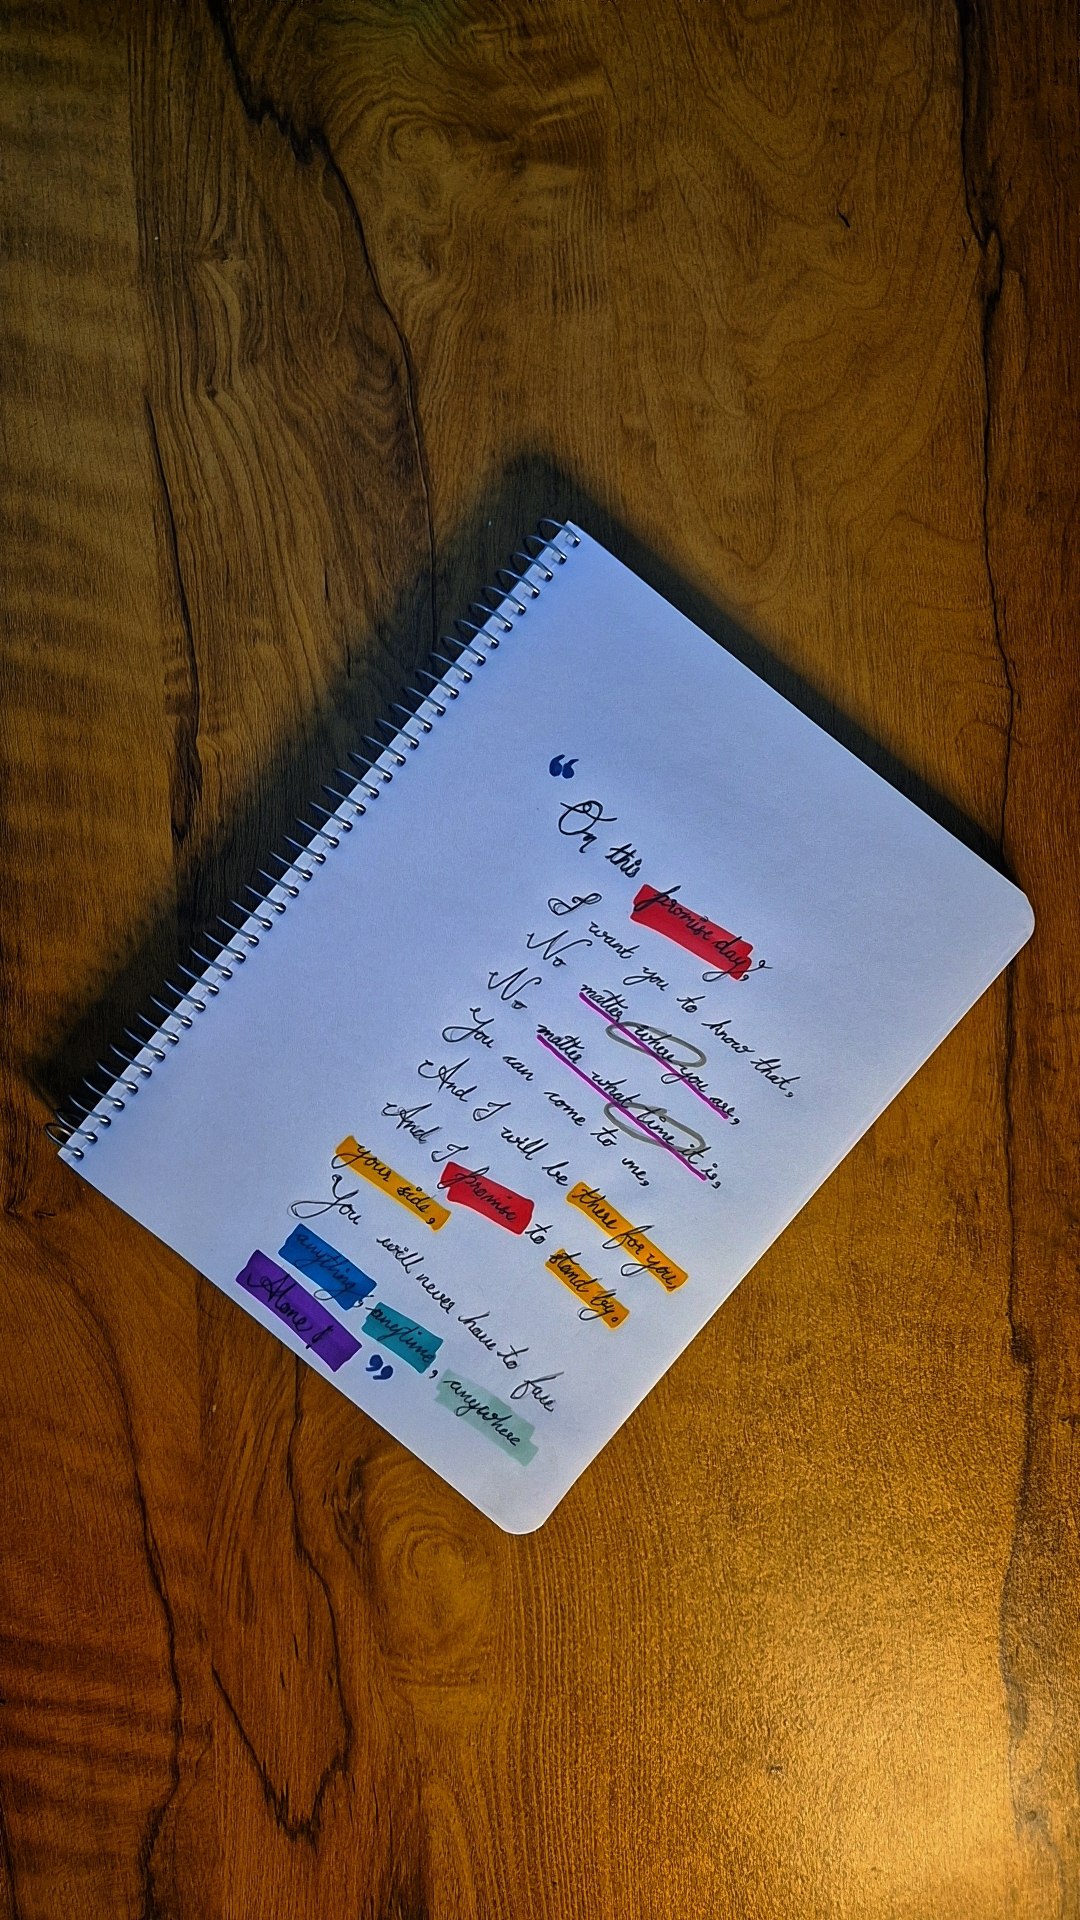 “
On this promise day,
I want you to know that,
No matter where you are,
No matter what time it is,
You can come to me,
And I will be there for you
And I promise to stand by
your side,
You will never have to face
anything, anytime, anywhere
Alone!
”